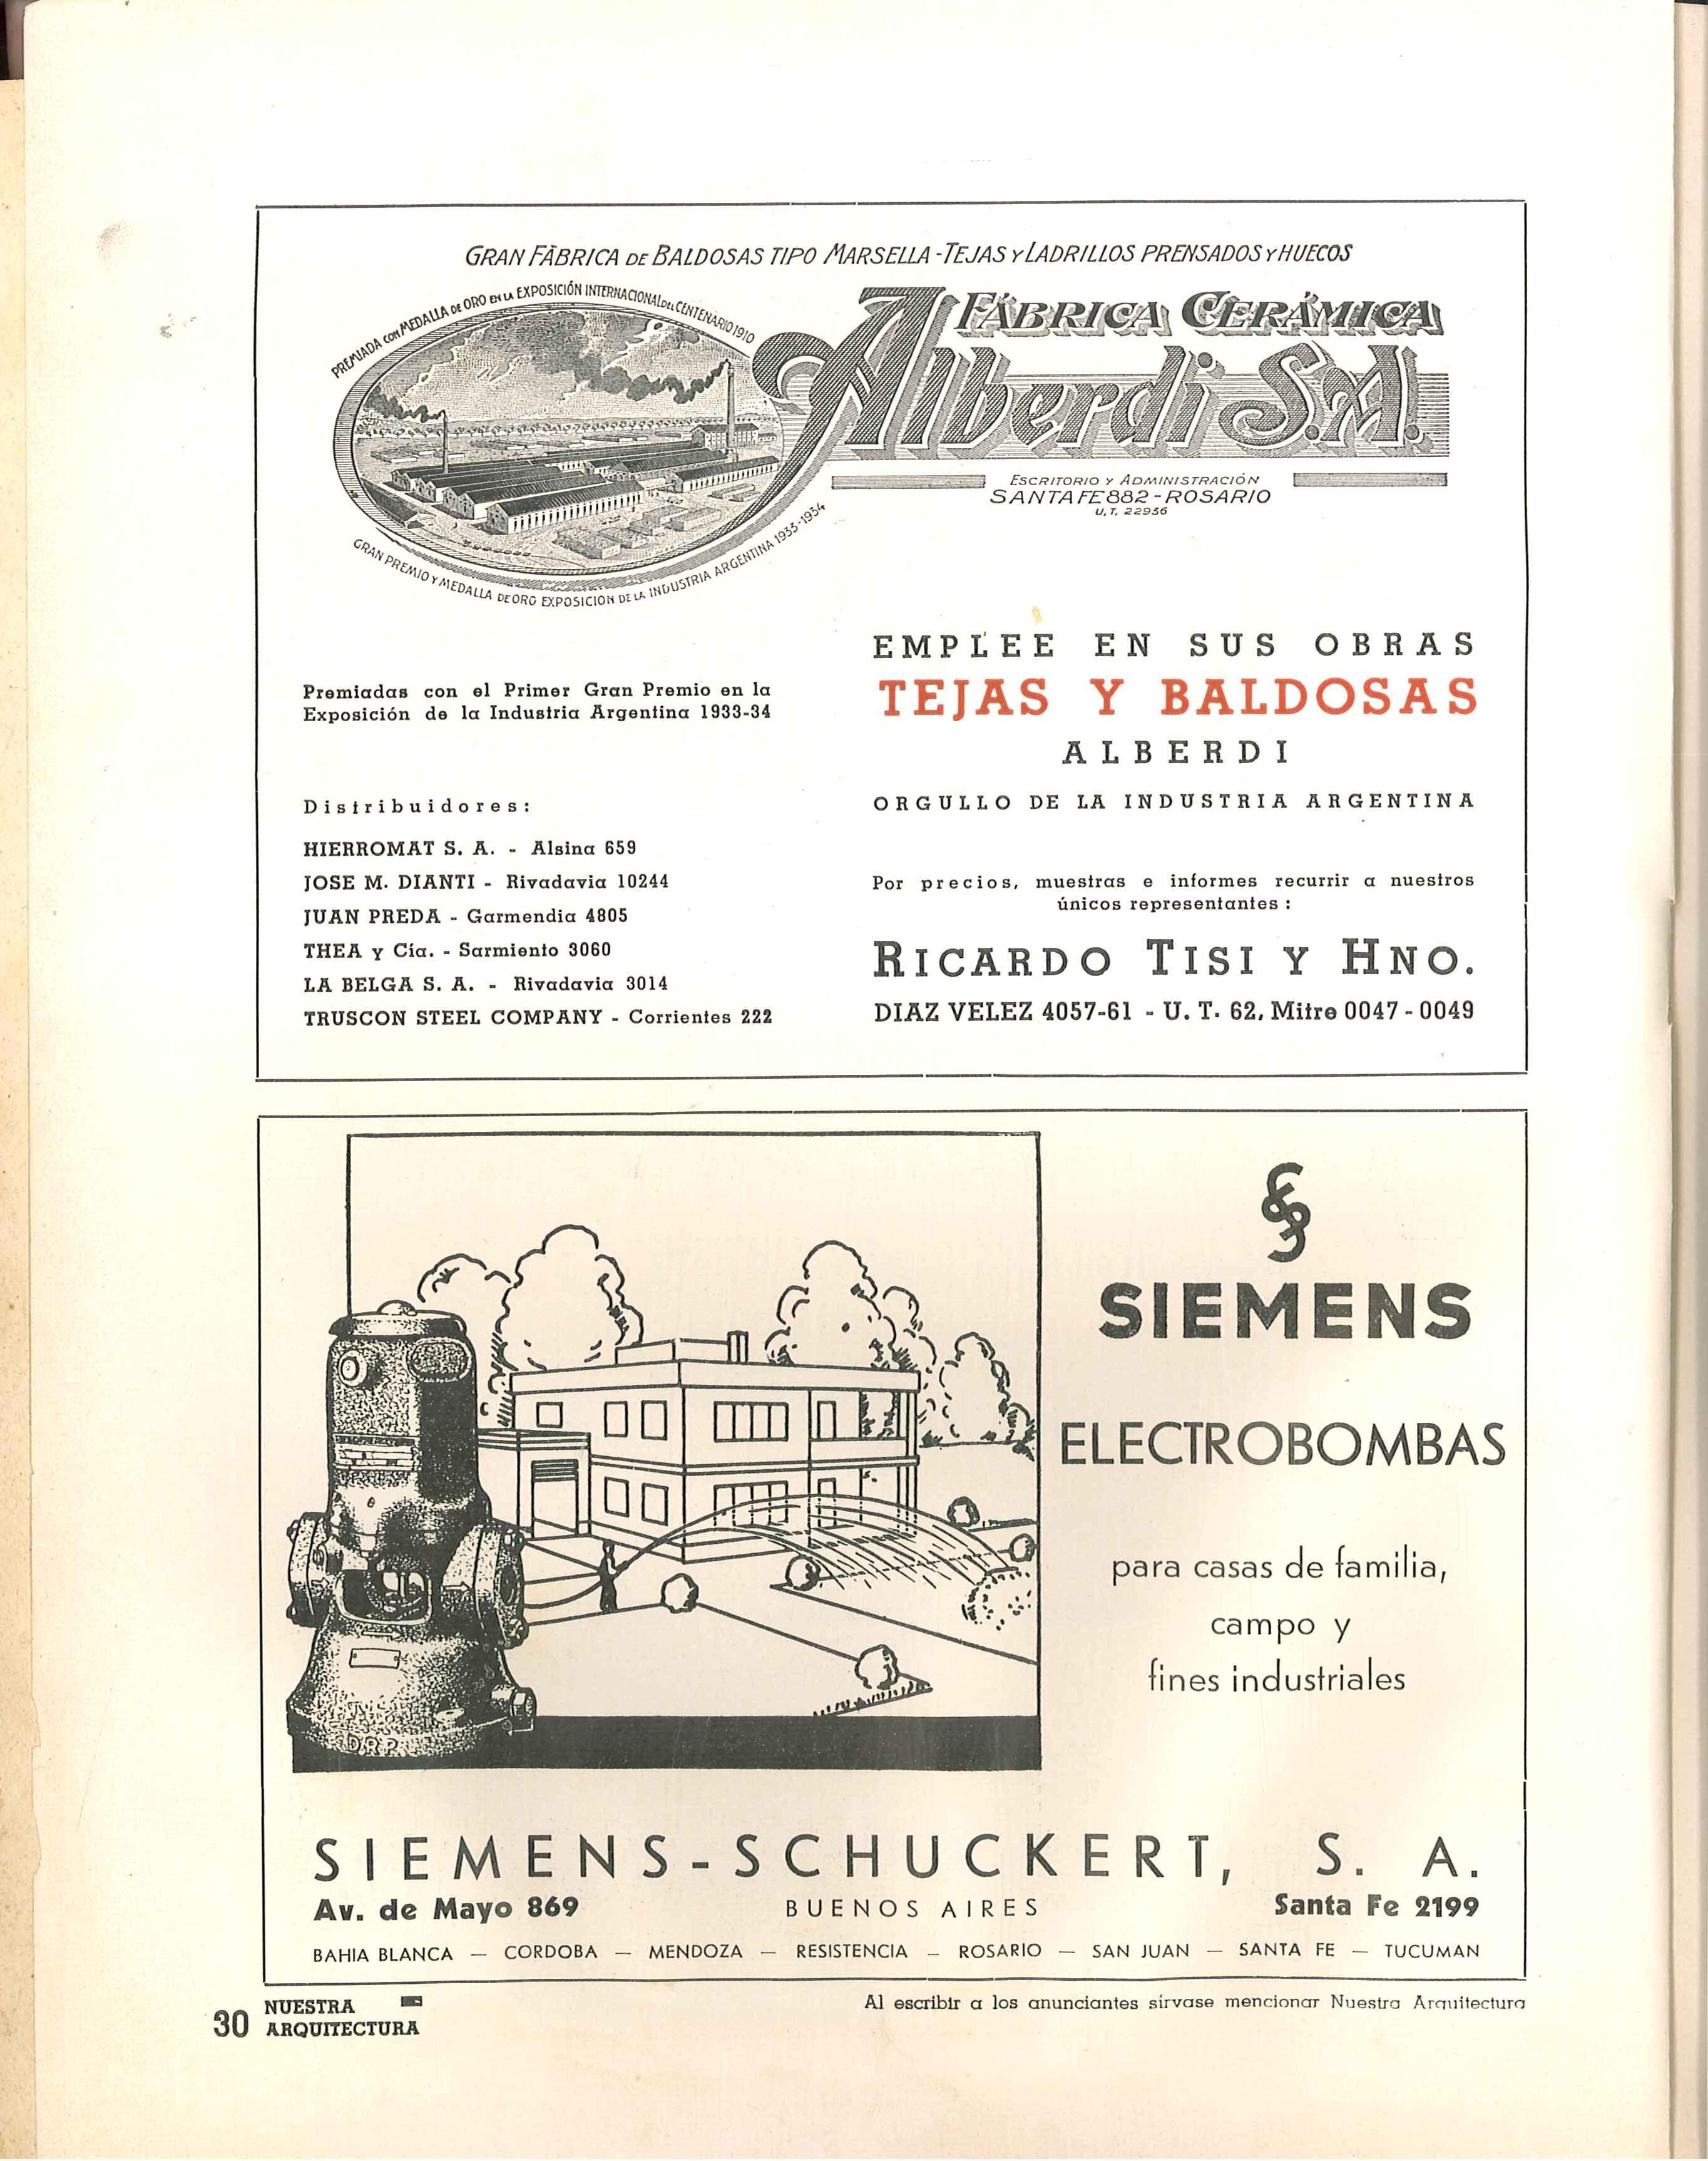 GRAN FÁBRICA DE BALDOSAS TIPO MARSELLA - TEJAS Y LADRILLOS PRENSADOS Y HUECOS
PREMIADA CON MEDALLA DE ORO EN LA EXPOSICIÓN INTERNACIONAL DEL CENTENARIO 1910
FÁBRICA CERÁMICA
Alberdi S.A.
ESCRITORIO Y ADMINISTRACIÓN
SANTA FE 882 - ROSARIO
U.T. 22936
GRAN PREMIO Y MEDALLA DE ORO EXPOSICION DE LA INDUSTRIA ARGENTINA 1933-1934
Premiadas con el Primer Gran Premio en la
Exposición de la Industria Argentina 1933-34
Distribuidores:
HIERROMAT S. A. - Alsina 659
JOSE M. DIANTI - Rivadavia 10244
JUAN PREDA - Garmendia 4805
THEA y Cía. - Sarmiento 3060
LA BELGA S. A. - Rivadavia 3014
TRUSCON STEEL COMPANY - Corrientes 222
EMPLEE EN SUS OBRAS
TEJAS Y BALDOSAS
ALBERDI
ORGULLO DE LA INDUSTRIA ARGENTINA
Por precios, muestras e informes recurrir a nuestros
únicos representantes :
RICARDO TISI Y HNO.
DIAZ VELEZ 4057-61 - U. T. 62, Mitre 0047 - 0049
SIEMENS
ELECTROBOMBAS
para casas de familia,
campo y
fines industriales
D.R.P.
SIEMENS-SCHUCKERT, S. A.
Av. de Mayo 869 BUENOS AIRES Santa Fe 2199
BAHIA BLANCA — CORDOBA — MENDOZA — RESISTENCIA — ROSARIO — SAN JUAN — SANTA FE — TUCUMAN
30 NUESTRA
ARQUITECTURA
Al escribir a los anunciantes sírvase mencionar Nuestra Arquitectura